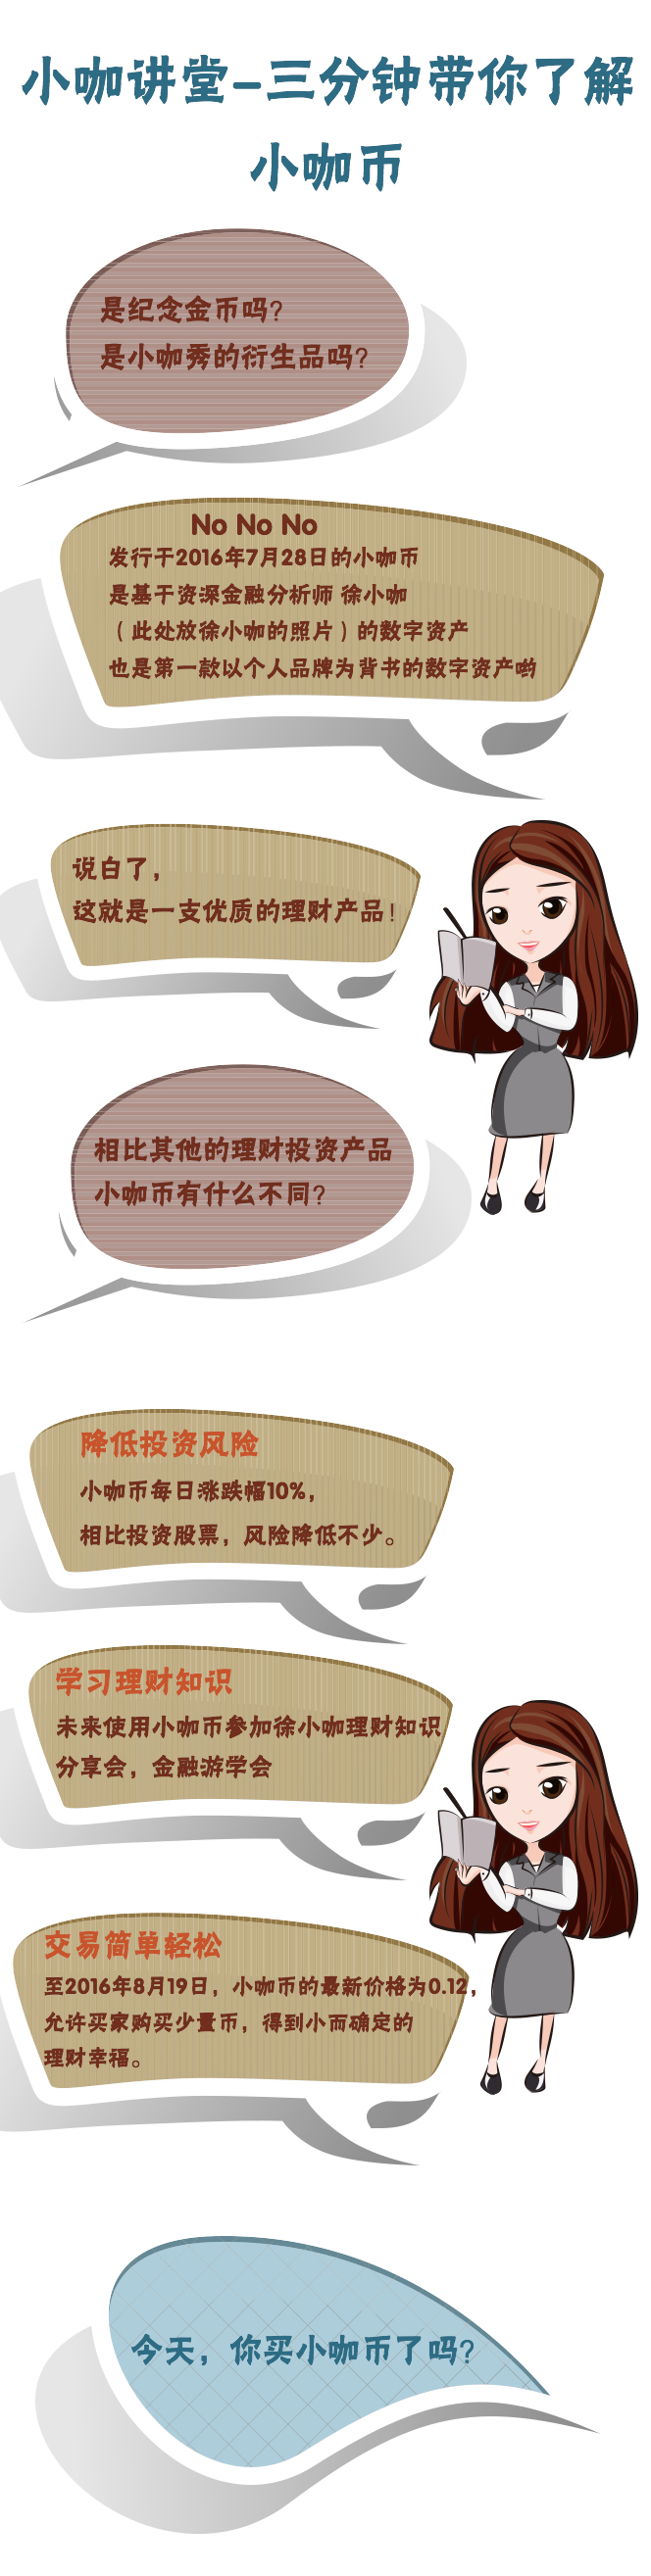 小咖讲堂-三分钟带你了解
小咖币
是纪念金币吗?
是小咖秀的衍生品吗?
No No No
发行于2016年7月28日的小咖币
是基于资深金融分析师 徐小咖
（此处放徐小咖的照片）的数字资产
也是第一款以个人品牌为背书的数字资产哟
说白了，
这就是一支优质的理财产品！
相比其他的理财投资产品
小咖币有什么不同?
降低投资风险
小咖币每日涨跌幅10%，
相比投资股票，风险降低不少。
学习理财知识
未来使用小咖币参加徐小咖理财知识
分享会，金融游学会
交易简单轻松
至2016年8月19日，小咖币的最新价格为0.12，
允许买家购买少量币，得到小而确定的
理财幸福。
今天，你买小咖币了吗?